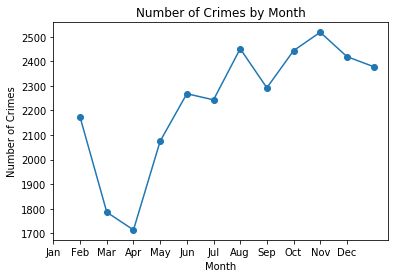 Number of Crimes by Month
Number of Crimes
2500
2400
2300
2200
2100
2000
1900
1800
1700
Jan Feb Mar Apr May Jun Jul Aug Sep Oct Nov Dec
Month